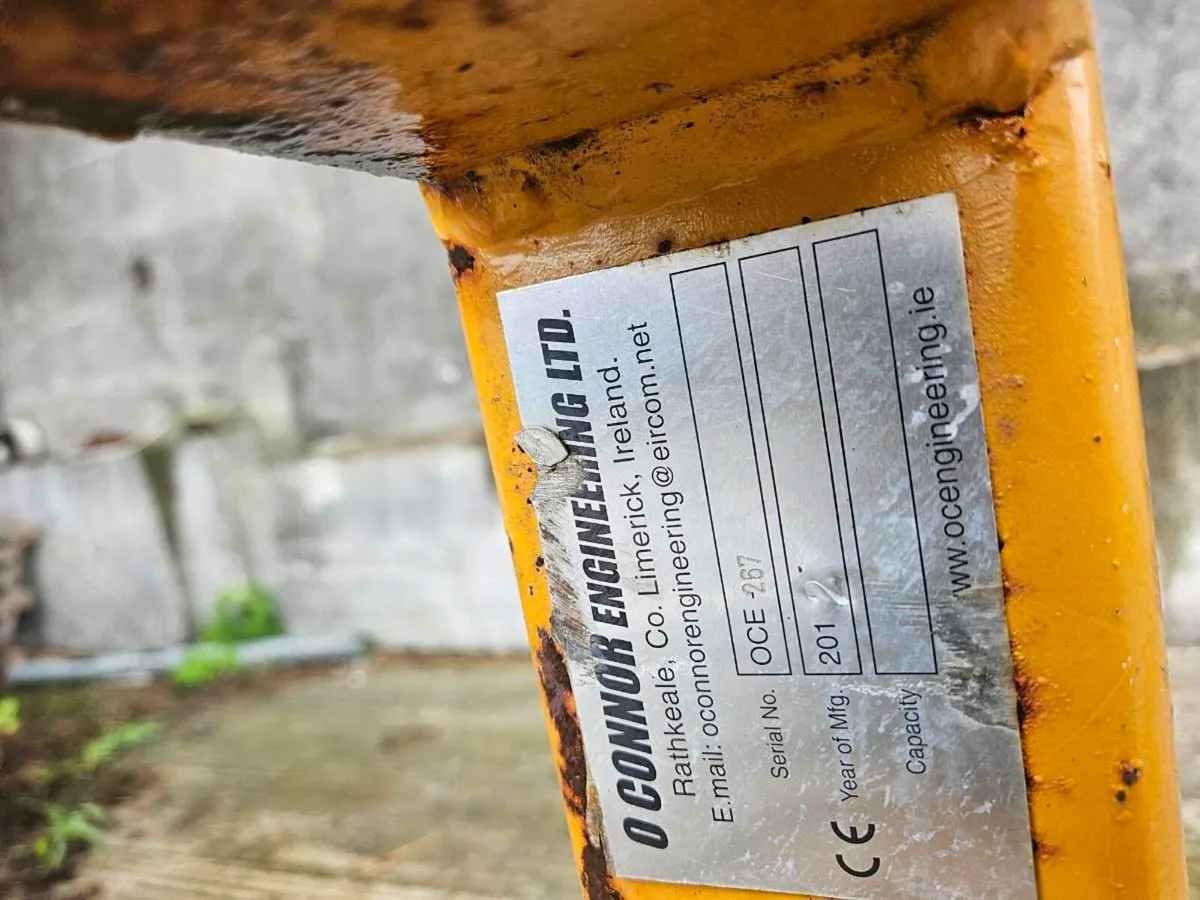 O CONNOR ENGINEERING LTD.
Rathkeale, Co. Limerick, Ireland.
E.mail: oconnorengineering@eircom.net
Serial No. OCE 267
CE Year of Mfg. 201 2
Capacity
www.ocengineering.ie